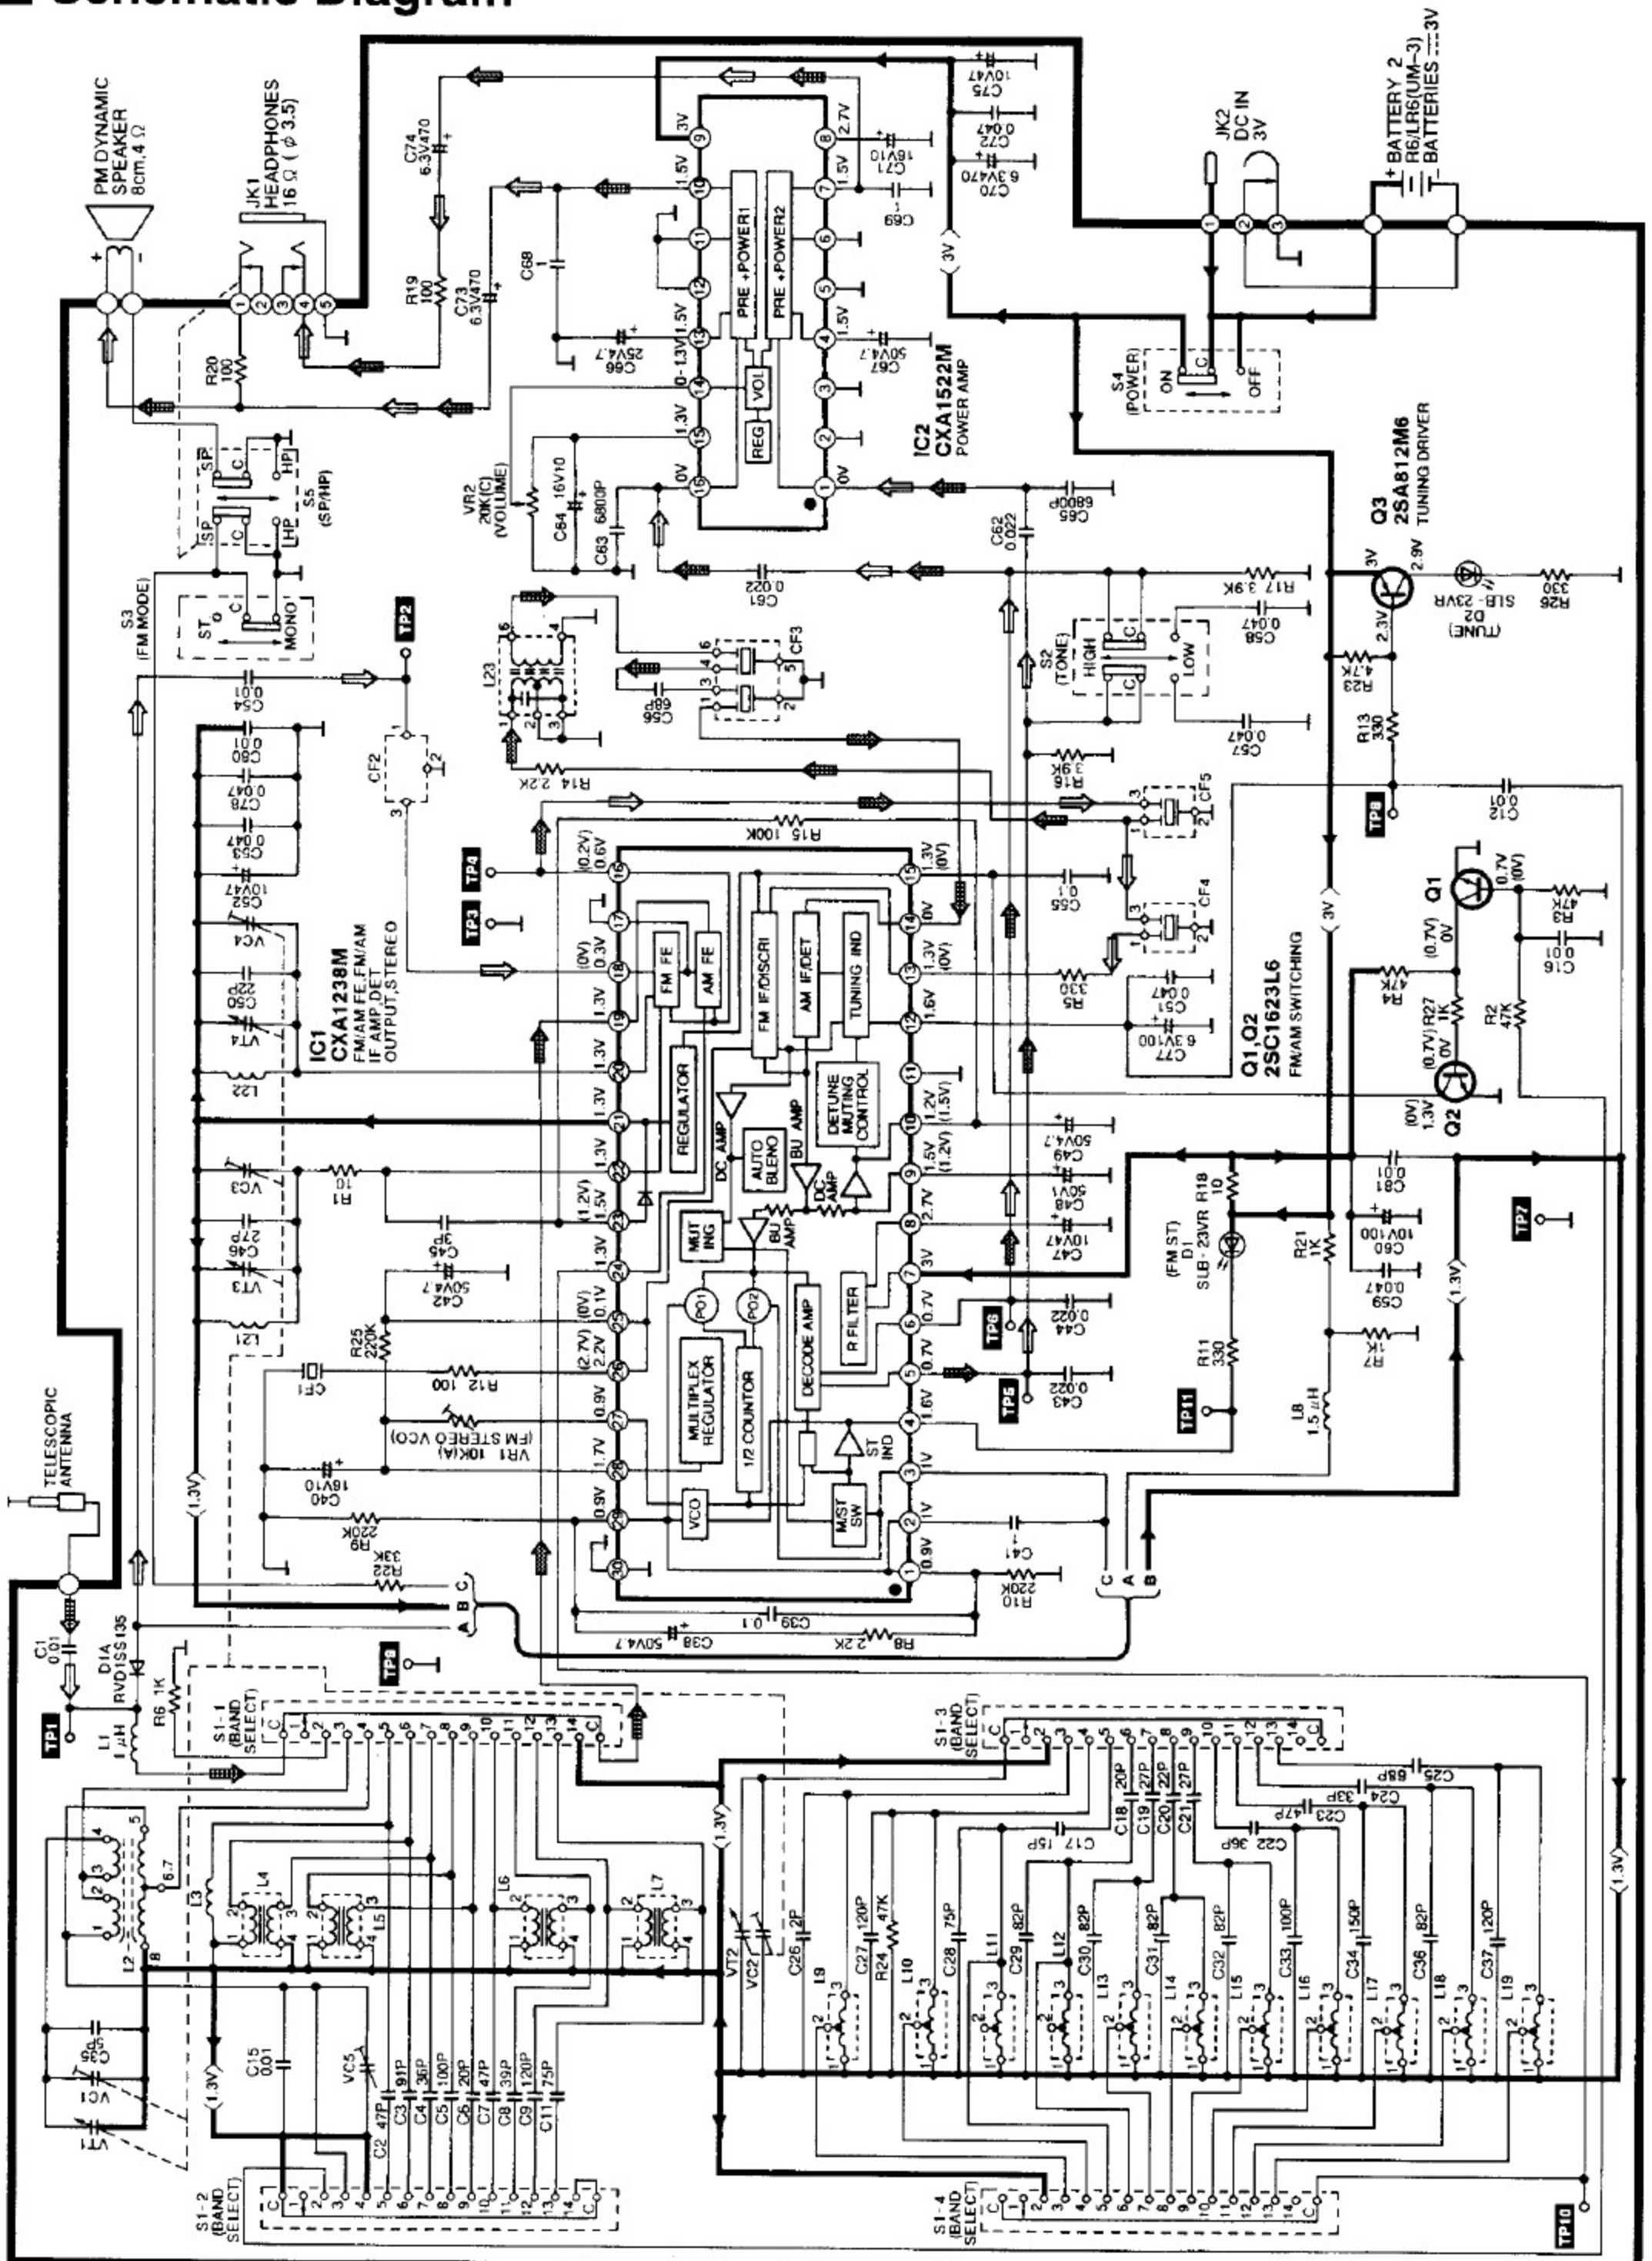 Schematic Diagram
PM DYNAMIC
SPEAKER
8cm, 4 Ω
JK1
HEADPHONES
16 Ω ( φ 3.5)
JK2
DC IN
3V
BATTERY 2
R6/LR6(UM-3)
BATTERIES 3V
C74
6.3V470
R19
100
C73
6.3V470
R20
100
C68
1
C66
25V4.7
C67
50V4.7
C69
1
C71
16V10
C70
6.3V470
C72
0.047
C75
10V47
PRE +POWER1
PRE +POWER2
VOL
REG
IC2
CXA1522M
POWER AMP
S4
(POWER)
ON
C
OFF
S5
(SP/HP)
SP
C
HP
S3
(FM MODE)
ST
C
MONO
VR2
20K(C)
(VOLUME)
C64 16V10
C63 6800P
C65
6800P
C62
0.022
C61
0.022
TP2
C54
0.01
C80
0.01
C78
0.047
C53
0.047
C52
10V47
VC4
C50
22P
VT4
L22
VC3
C46
27P
VT3
L21
CF2
L23
CF3
C56
68P
R14 2.2K
R15 100K
R16
3.9K
R17 3.9K
S2
(TONE)
HIGH
LOW
C58
0.047
C57
0.047
Q3
2SA812M6
TUNING DRIVER
D2
SLB-23VR
(TUNE)
R26
330
R23
4.7K
R13
330
TP8
C12
0.01
CF5
CF4
TP4
TP3
IC1
CXA1238M
FM/AM FE,FM/AM
IF AMP,DET
OUTPUT,STEREO
FM FE
AM FE
FM IF/DISCRI
AM IF/DET
TUNING IND
REGULATOR
DC AMP
AUTO
BLEND
BU AMP
DETUNE
MUTING
CONTROL
DC
AMP
MUT
ING
BU
AMP
PD1
PD2
MULTIPLEX
REGULATOR
1/2 COUNTOR
DECODE AMP
R FILTER
VCO
ST
IND
M/ST
SW
C55
0.1
R5
330
C51
0.047
C77
6.3V100
Q1,Q2
2SC1623L6
FM/AM SWITCHING
Q1
Q2
R3
47K
C16
0.01
R4
47K
R27
1K
R2
47K
R1
10
C45
3P
C42
50V4.7
R25
220K
CF1
R12 100
VR1 10K(A)
(FM STEREO VCO)
C40
16V10
R9
220K
R22
33K
C49
50V4.7
C48
50V1
C47
10V47
C44
0.022
C43
0.022
TP6
TP5
TP11
TP7
R18
10
(FM ST)
D1
SLB-23VR
R11
330
R21
1K
R7
1K
L8
1.5 μH
C81
0.01
C60
10V100
C59
0.047
C41
1
R10
220K
C39 0.1
C38
50V4.7
R8 2.2K
TELESCOPIC
ANTENNA
C1
0.01
D1A
RVD1SS135
R6 1K
L1
1 μH
TP1
TP9
S1-1
(BAND
SELECT)
S1-3
(BAND
SELECT)
S1-2
(BAND
SELECT)
S1-4
(BAND
SELECT)
L2
L3
L4
L5
L6
L7
VC1
VT1
C15
0.01
VC5
C2 47P
C3 91P
C4 36P
C5 100P
C6 20P
C7 47P
C8 39P
C9 120P
C11 75P
VT2
VC2
C26 2P
L9
C27 120P
R24 47K
L10
C28 75P
L11
C29 82P
L12
C30 82P
L13
C31 82P
L14
C32 82P
L15
C33 100P
L16
C34 150P
L17
C36 82P
L18
C37 120P
L19
C17 15P
C18 20P
C19 27P
C20 22P
C21 27P
C22 36P
C23 47P
C24 33P
C25 68P
TP10